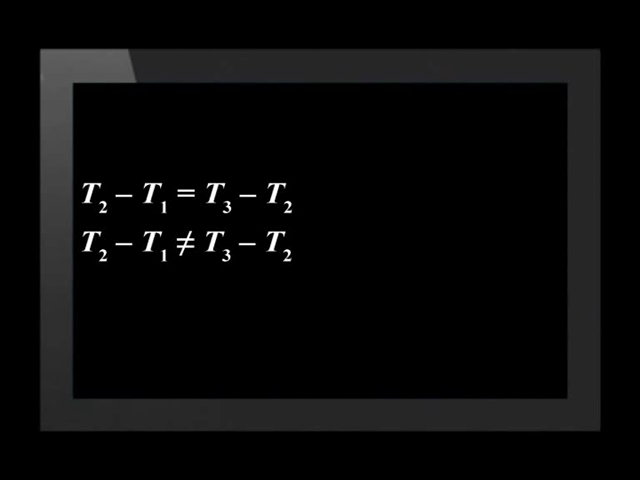 T₂ – T₁ = T₃ – T₂
T₂ – T₁ ≠ T₃ – T₂